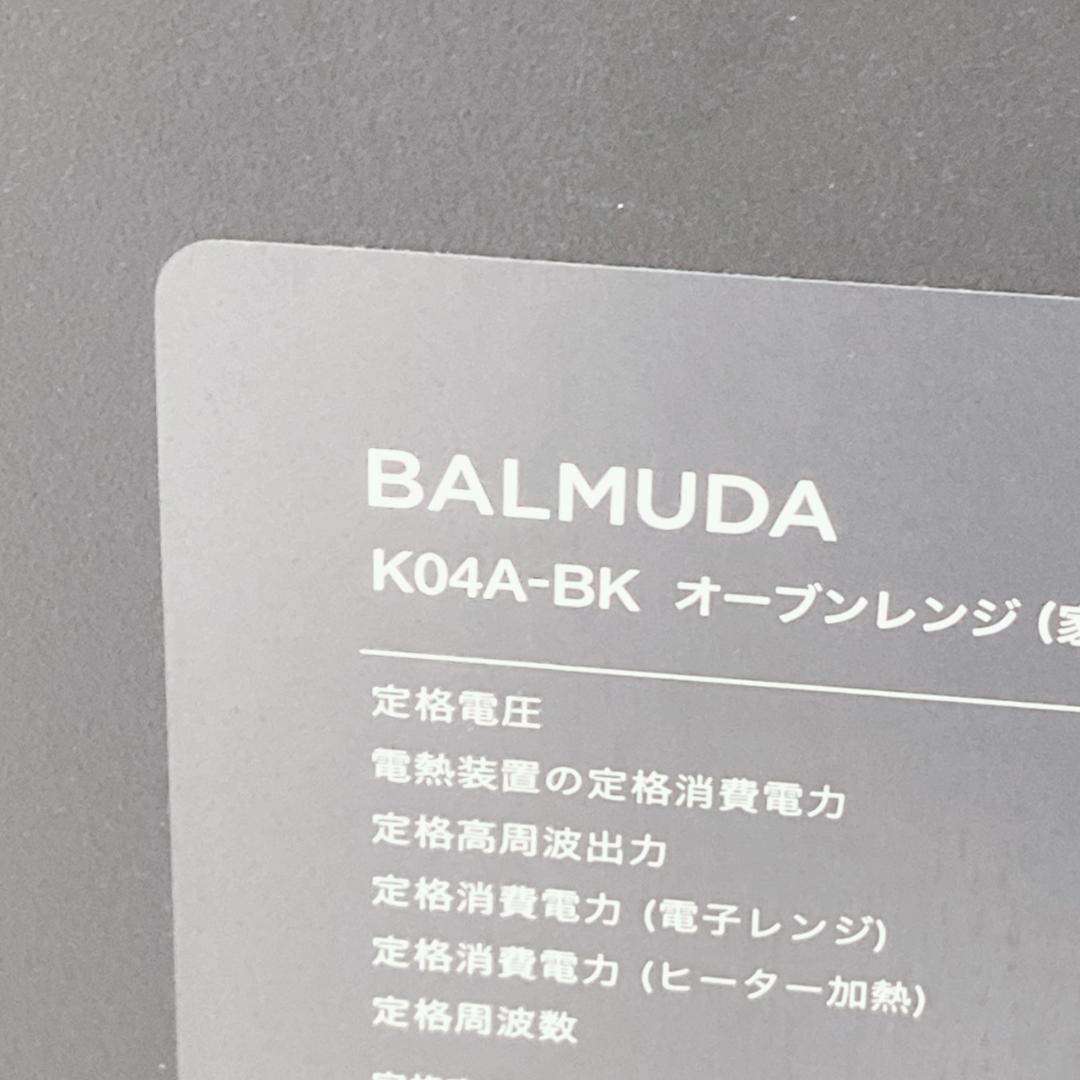 BALMUDA
K04A-BK オーブンレンジ (家
定格電圧
電熱装置の定格消費電力
定格高周波出力
定格消費電力 (電子レンジ)
定格消費電力 (ヒーター加熱)
定格周波数